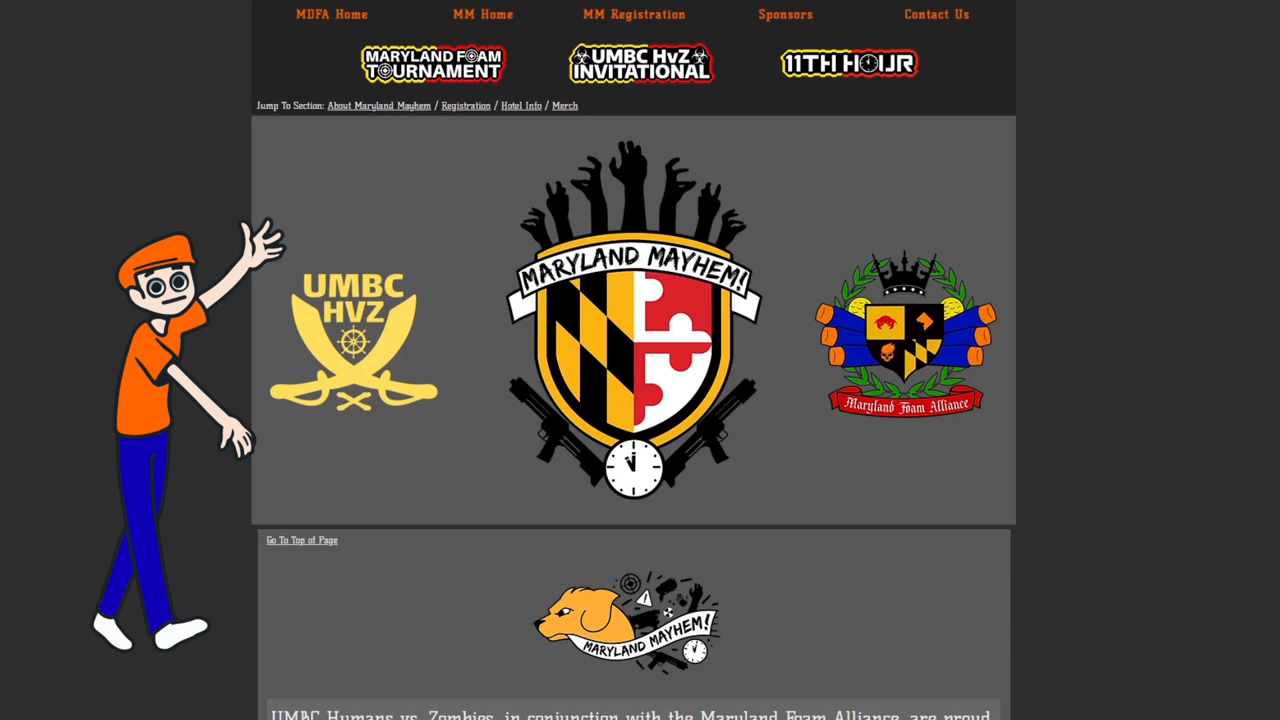 MDFA Home MM Home MM Registration Sponsors Contact Us
MARYLAND FOAM TOURNAMENT
UMBC HvZ INVITATIONAL
11TH HOUR
Jump To Section: About Maryland Mayhem / Registration / Hotel Info / Merch
MARYLAND MAYHEM!
UMBC
HVZ
Maryland Foam Alliance
Go To Top of Page
MARYLAND MAYHEM!
UMBC Humans vs. Zombies, in conjunction with the Maryland Foam Alliance, are proud